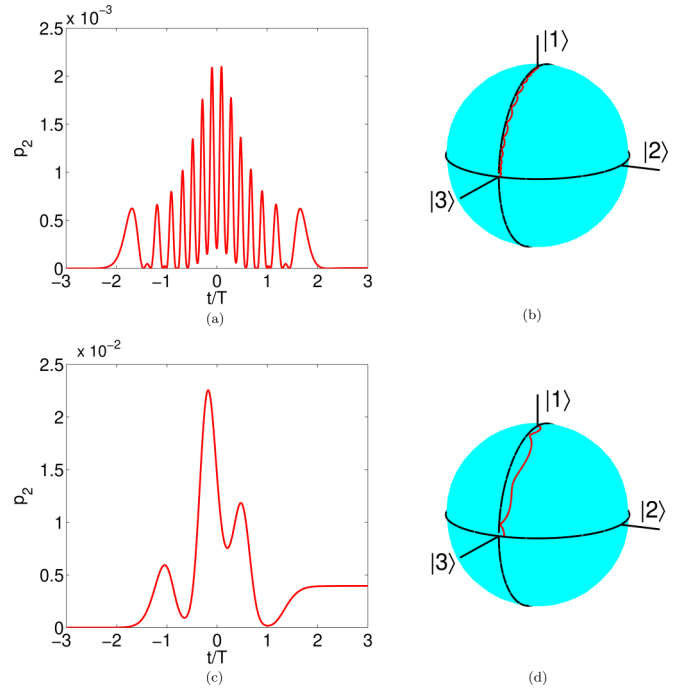 x 10⁻³
2.5
2
1.5
1
0.5
0
p₂
−3 −2 −1 0 1 2 3
t/T
(a)
|1⟩
|2⟩
|3⟩
(b)
x 10⁻²
2.5
2
1.5
1
0.5
0
p₂
−3 −2 −1 0 1 2 3
t/T
(c)
|1⟩
|2⟩
|3⟩
(d)